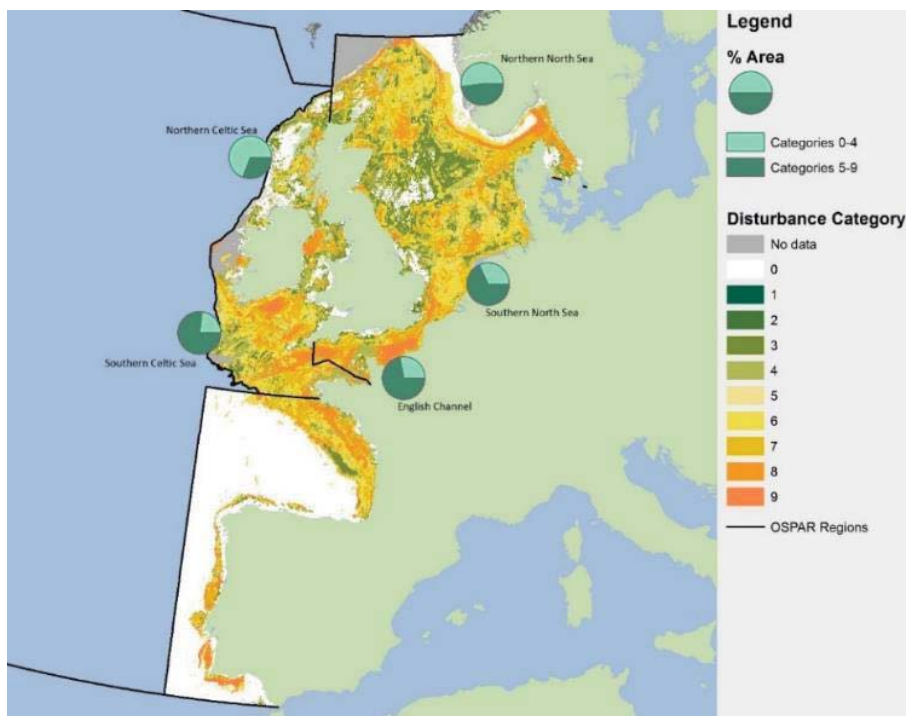 Northern North Sea
Northern Celtic Sea
Southern North Sea
Southern Celtic Sea
English Channel
Legend
% Area
Categories 0-4
Categories 5-9
Disturbance Category
No data
0
1
2
3
4
5
6
7
8
9
OSPAR Regions